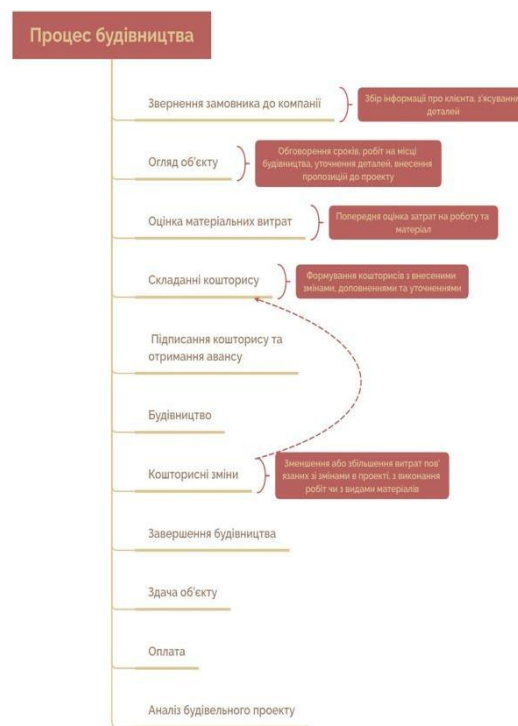 Процес будівництва
Звернення замовника до компанії
Збір інформації про клієнта, з'ясування
деталей
Огляд об'єкту
Обговорення сроків, робіт на місці
будівництва, уточнення деталей, внесення
пропозицій до проекту
Оцінка матеріальних витрат
Попередня оцінка затрат на роботу та
матеріал
Складанні кошторису
Формування кошторисів з внесеними
змінами, доповненнями та уточненнями
Підписання кошторису та
отримання авансу
Будівництво
Кошторисні зміни
Зменшення або збільшення витрат пов'
язаних зі змінами в проекті, з виконання
робіт чи з видами матеріалів
Завершення будівництва
Здача об'єкту
Оплата
Аналіз будівельного проекту